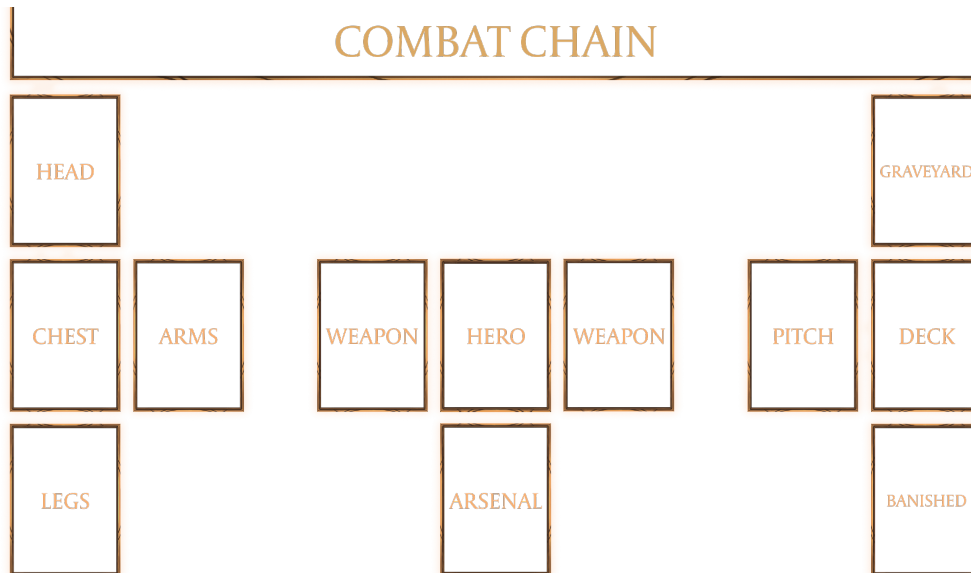 COMBAT CHAIN
HEAD
GRAVEYARD
CHEST
ARMS
WEAPON
HERO
WEAPON
PITCH
DECK
LEGS
ARSENAL
BANISHED